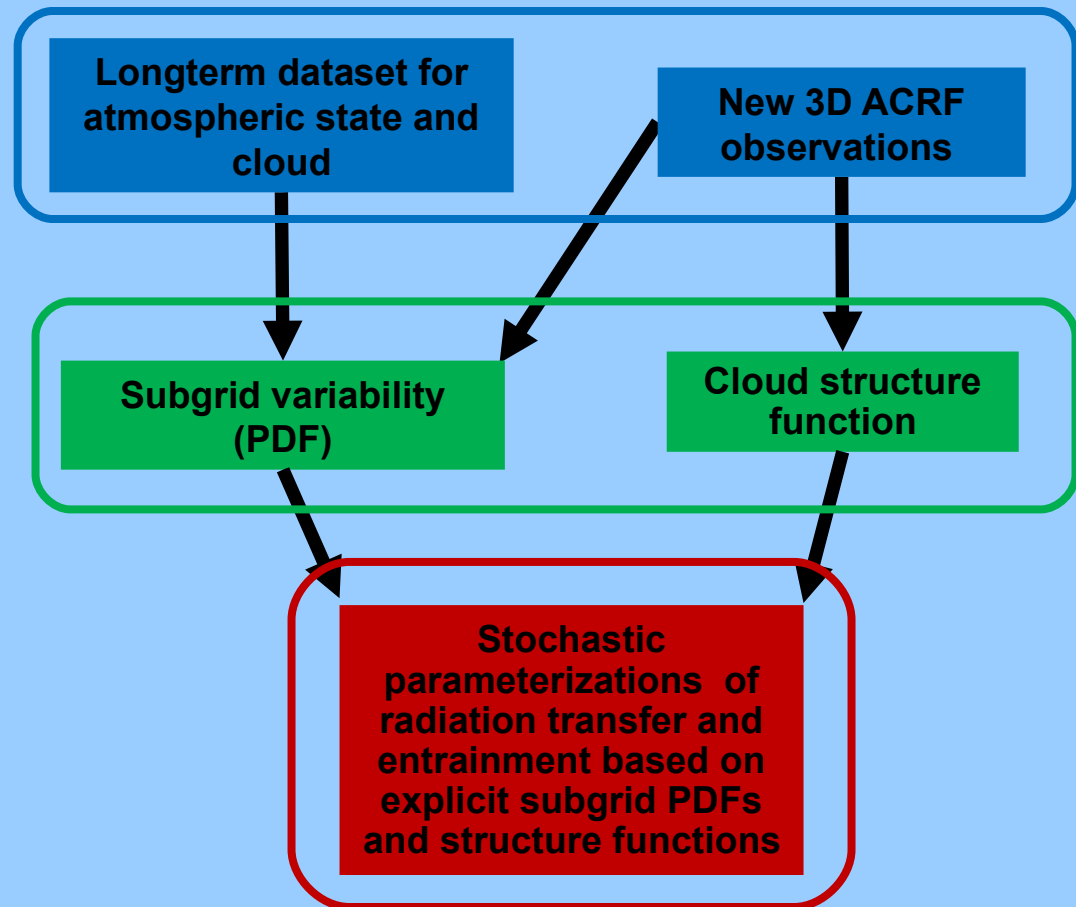 Longterm dataset for
atmospheric state and
cloud
New 3D ACRF
observations
Subgrid variability
(PDF)
Cloud structure
function
Stochastic
parameterizations of
radiation transfer and
entrainment based on
explicit subgrid PDFs
and structure functions